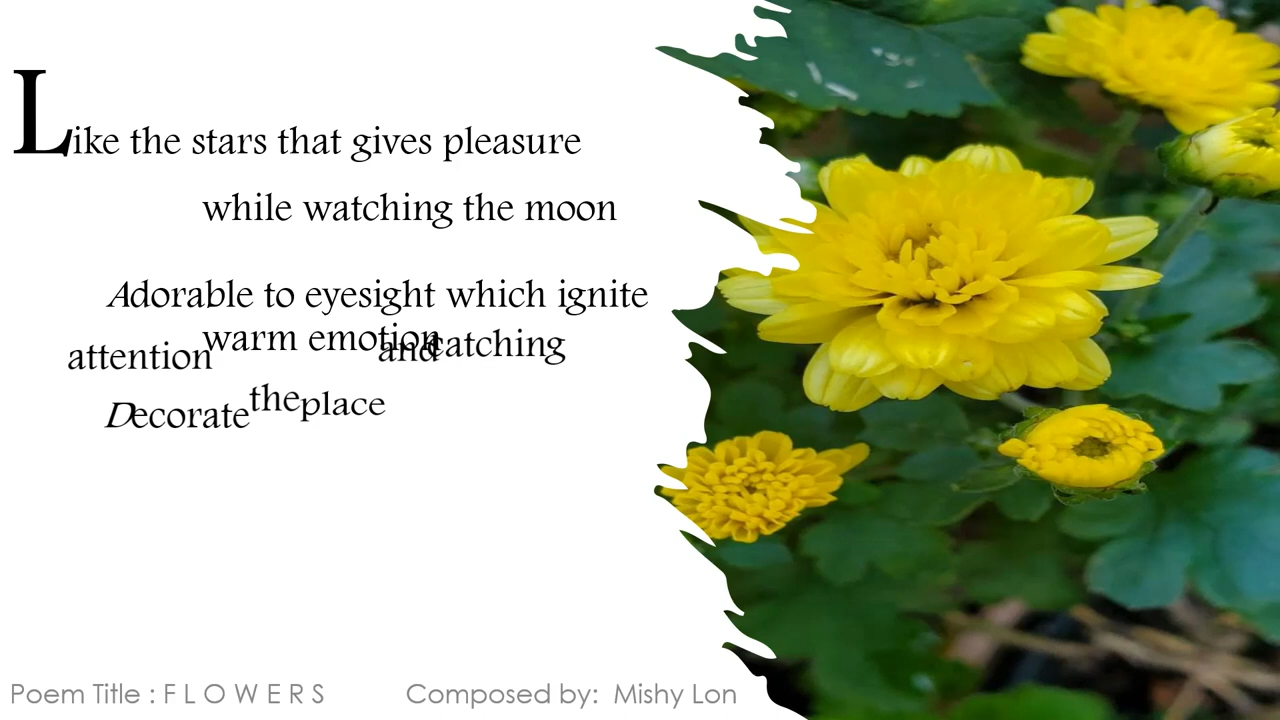 Like the stars that gives pleasure
while watching the moon
Adorable to eyesight which ignite
warm emotion and catching
attention
Decorate the place
Poem Title : F L O W E R S
Composed by: Mishy Lon